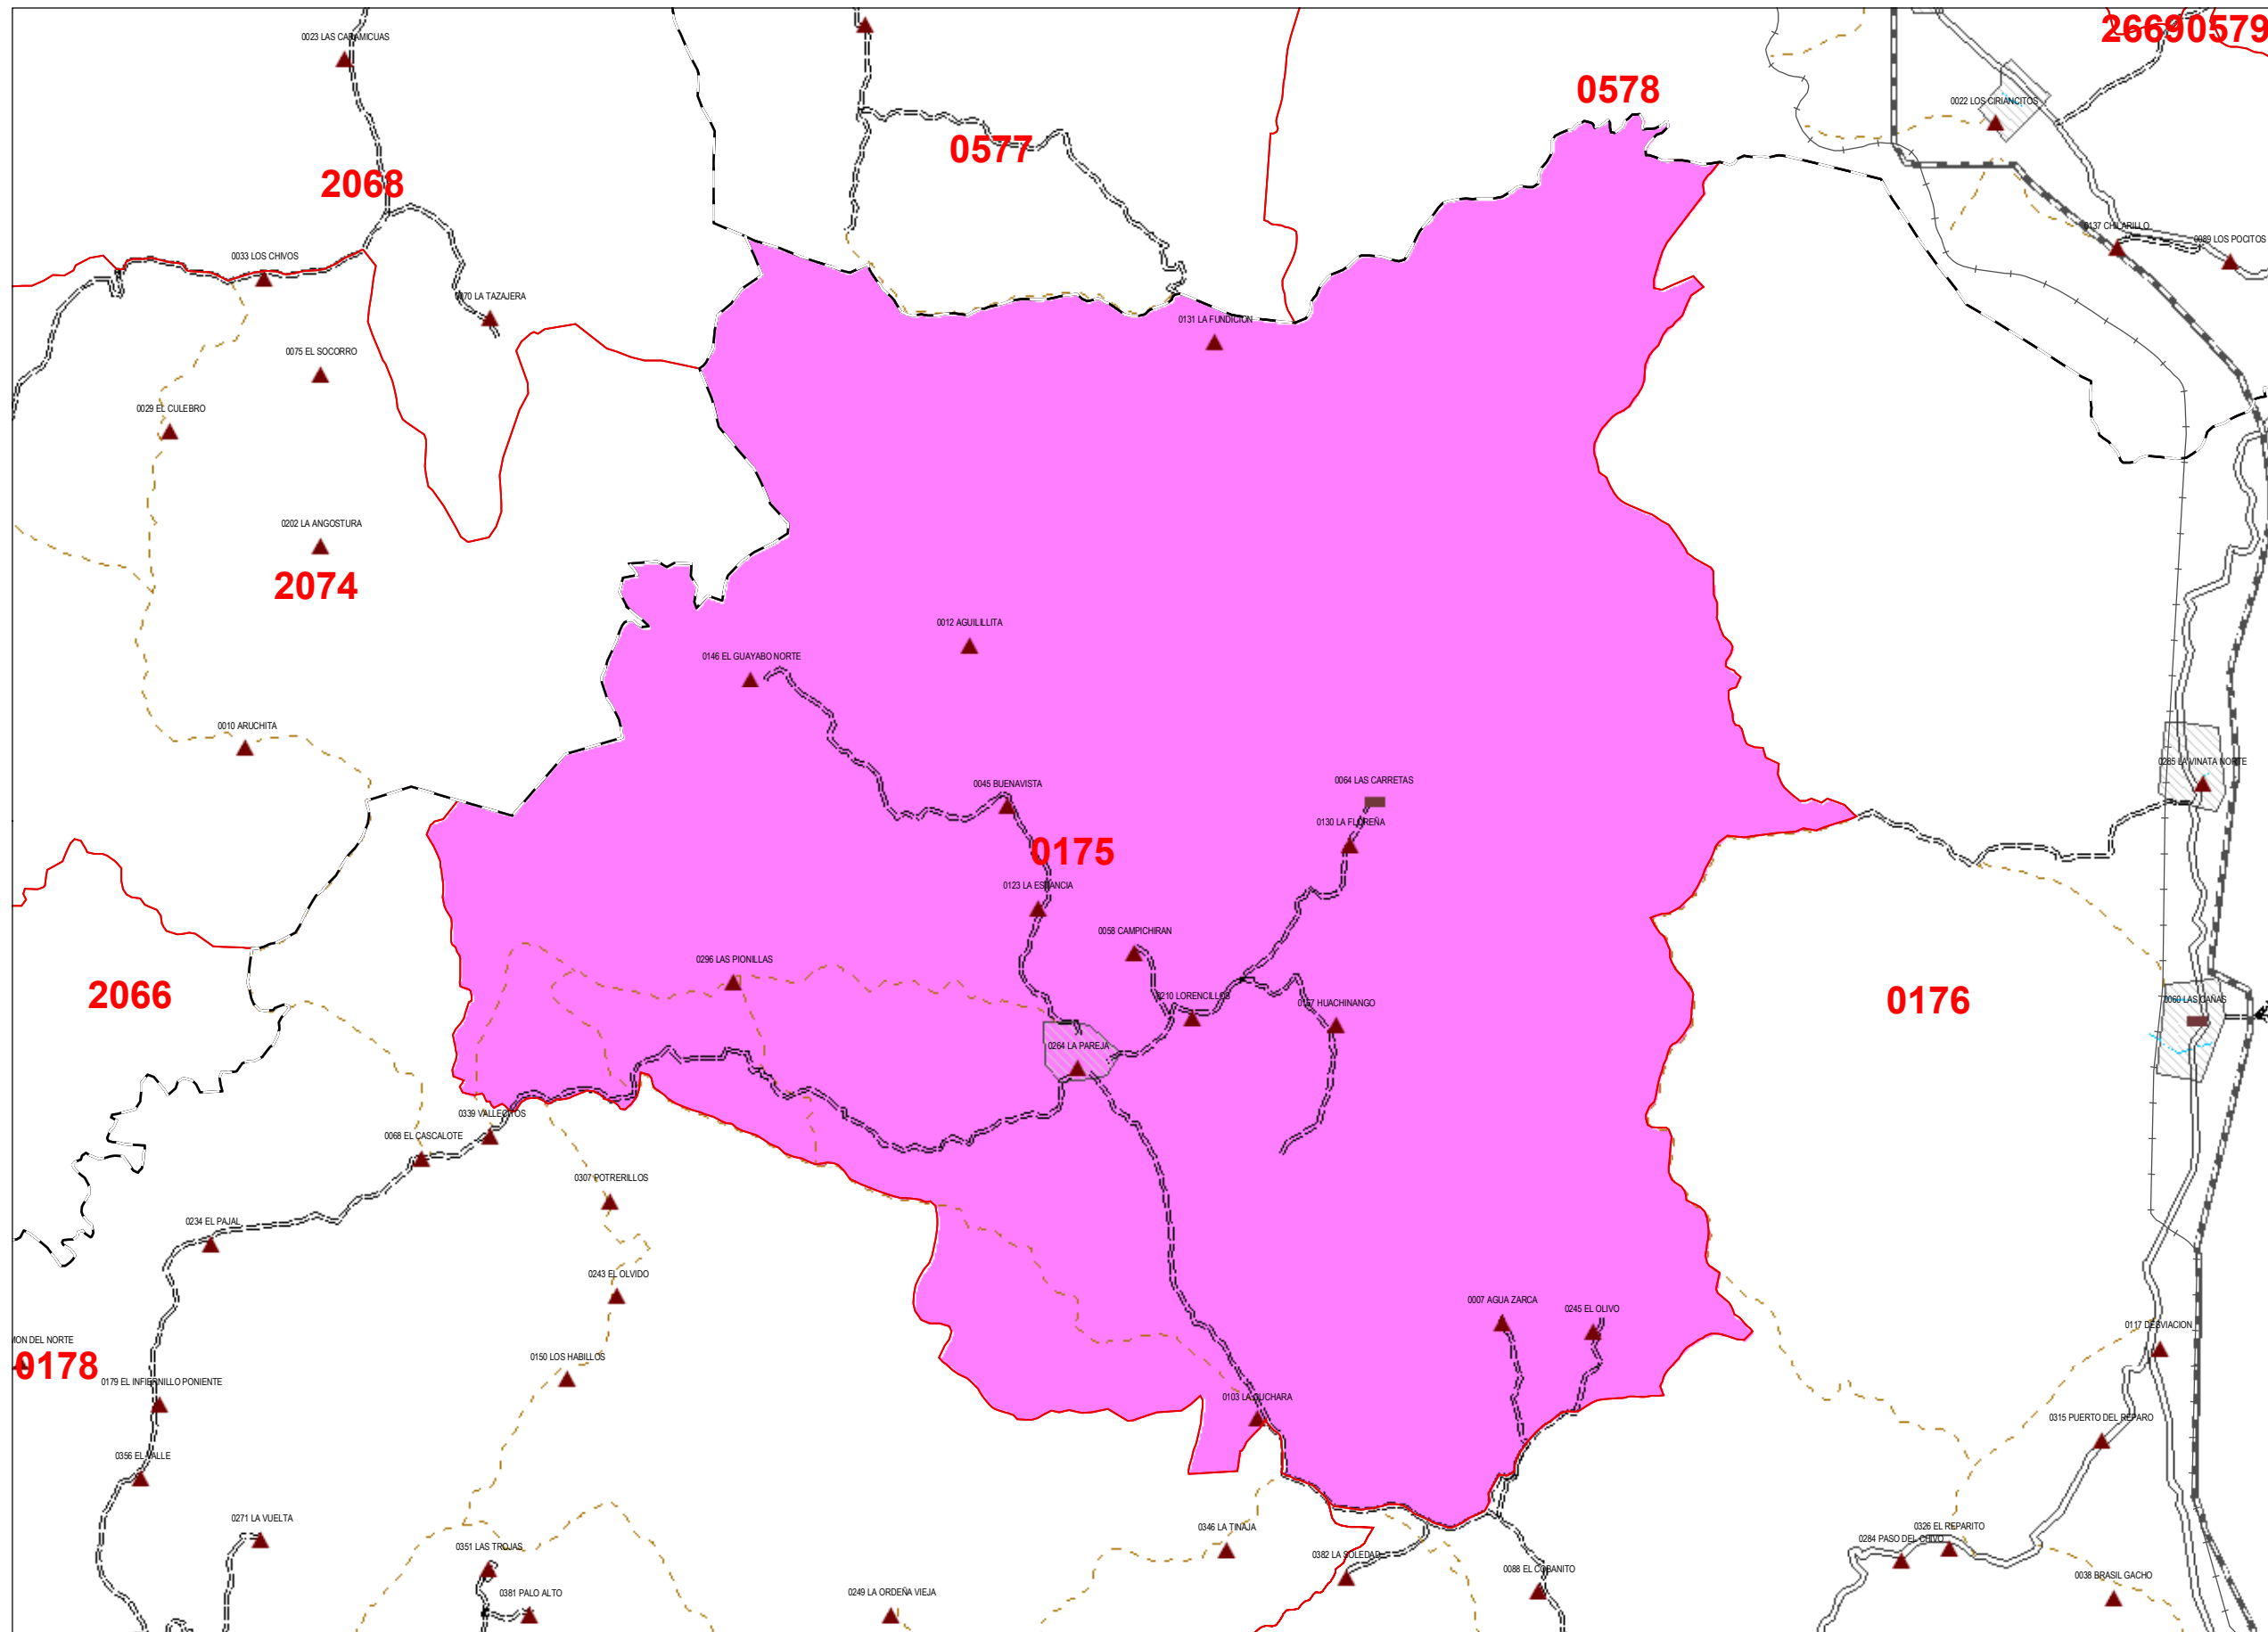 26690579
0023 LAS CARAMICUAS
0578
0022 LOS CIRIANCITOS
0577
2068
0137 CHILARILLO
0089 LOS POCITOS
0033 LOS CHIVOS
0070 LA TAZAJERA
0131 LA FUNDICION
0075 EL SOCORRO
0029 EL CULEBRO
0202 LA ANGOSTURA
2074
0012 AGUILILLITA
0146 EL GUAYABO NORTE
0010 ARUCHITA
0285 LA VINATA NORTE
0045 BUENAVISTA
0064 LAS CARRETAS
0130 LA FLOREÑA
0175
0123 LA ESTANCIA
0058 CAMPICHIRAN
0296 LAS PIONILLAS
2066
0210 LORENCILLOS
0157 HUACHINANGO
0176
0060 LAS CAÑAS
0264 LA PAREJA
0339 VALLECITOS
0068 EL CASCALOTE
0307 POTRERILLOS
0234 EL PAJAL
0243 EL OLVIDO
0007 AGUA ZARCA
0245 EL OLIVO
MON DEL NORTE
0117 DESVIACION
0178
0150 LOS HABILLOS
0179 EL INFIERNILLO PONIENTE
0103 LA CUCHARA
0315 PUERTO DEL REPARO
0356 EL VALLE
0271 LA VUELTA
0346 LA TINAJA
0326 EL REPARITO
0351 LAS TROJAS
0382 LA SOLEDAD
0284 PASO DEL CHIVO
0088 EL COBANITO
0038 BRASIL GACHO
0381 PALO ALTO
0249 LA ORDEÑA VIEJA